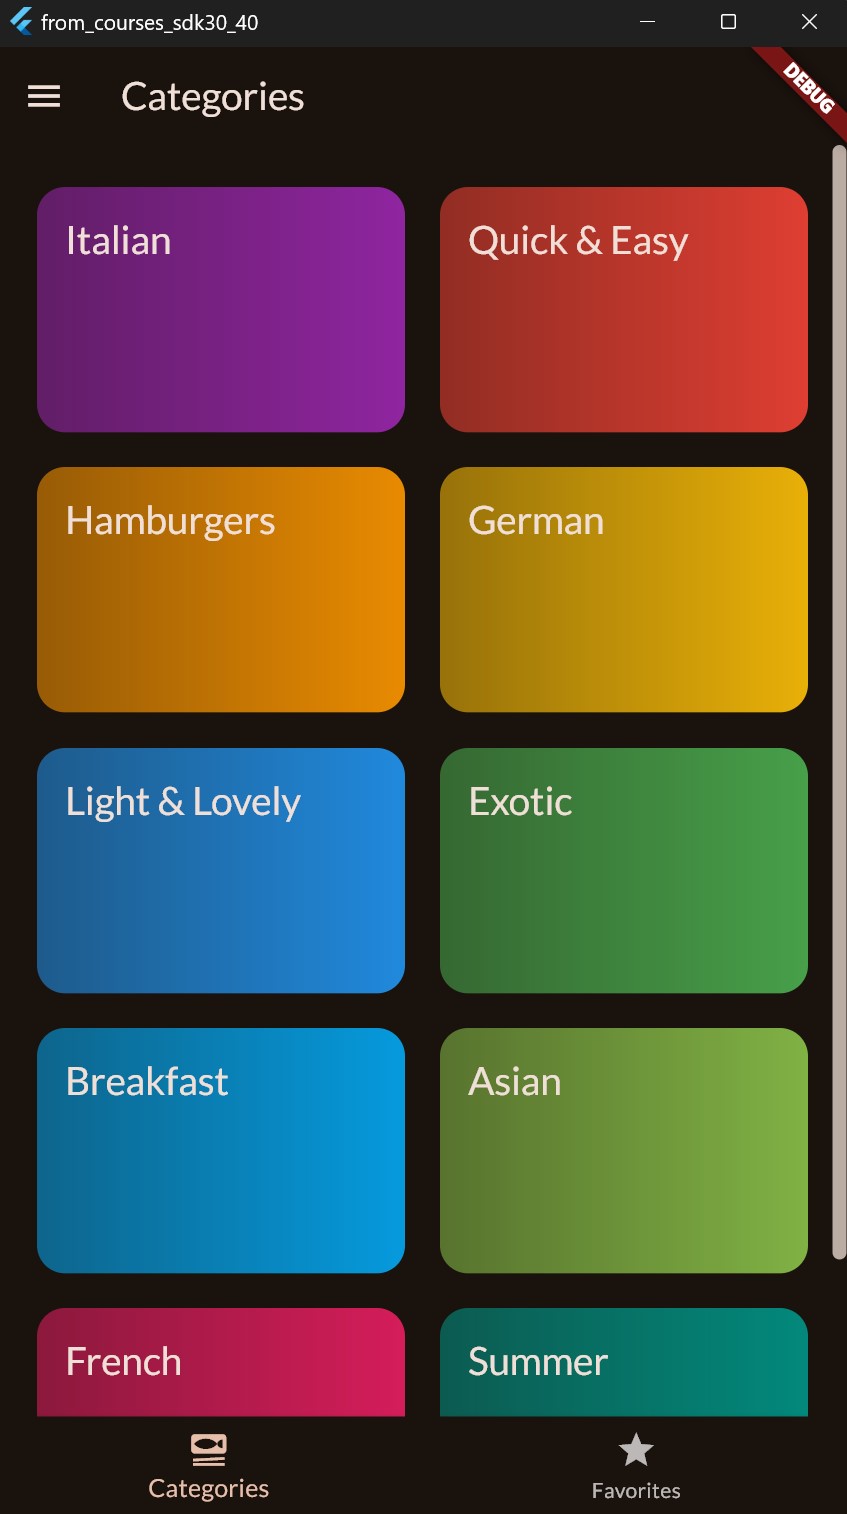 from_courses_sdk30_40
Categories
DEBUG
Italian
Quick & Easy
Hamburgers
German
Light & Lovely
Exotic
Breakfast
Asian
French
Summer
Categories
Favorites